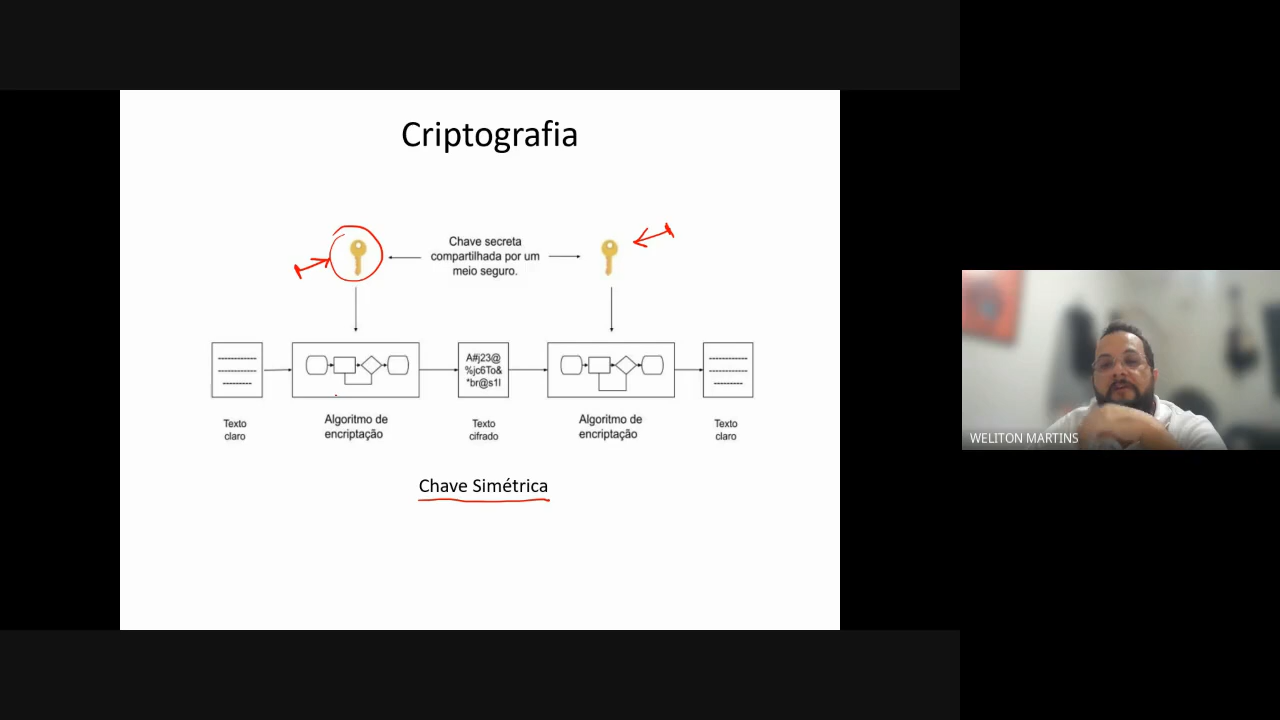 Criptografia
Chave secreta
compartilhada por um
meio seguro.
A#j23@
%jc6To&
*br@s1l
Texto
claro
Algoritmo de
encriptação
Texto
cifrado
Algoritmo de
encriptação
Texto
claro
Chave Simétrica
WELITON MARTINS